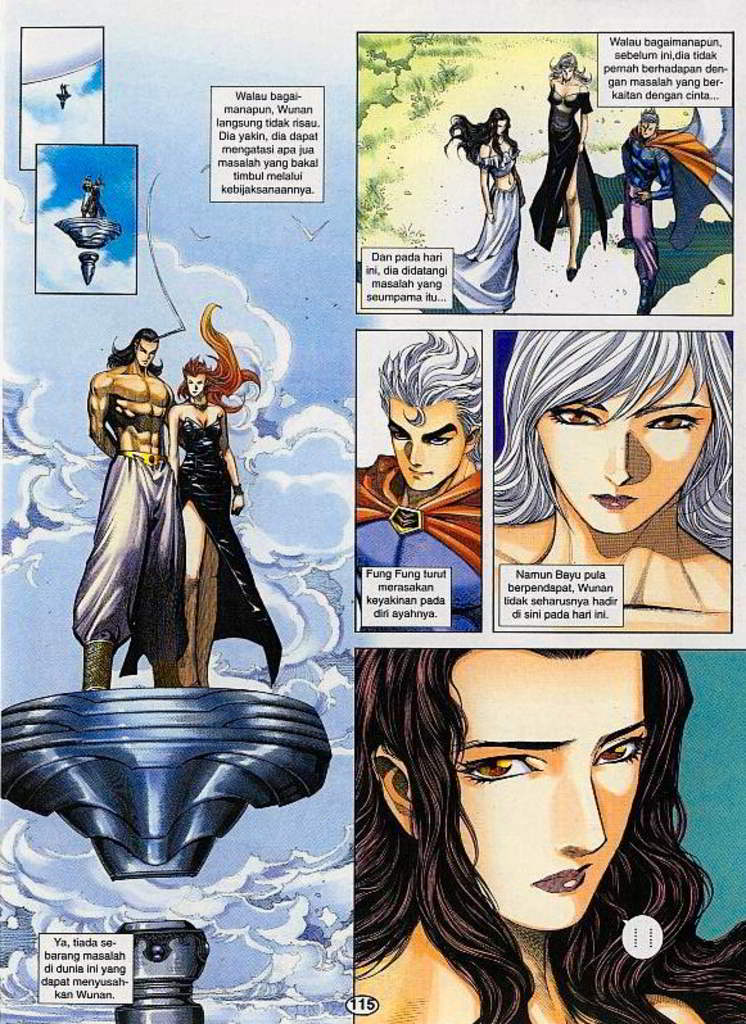 Walau bagai-
manapun, Wunan
langsung tidak risau.
Dia yakin, dia dapat
mengatasi apa jua
masalah yang bakal
timbul melalui
kebijaksanaannya.
Ya, tiada se-
barang masalah
di dunia ini yang
dapat menyusah-
kan Wunan.
Walau bagaimanapun,
sebelum ini,dia tidak
pernah berhadapan de-
ngan masalah yang ber-
kaitan dengan cinta...
Dan pada hari
ini, dia didatangi
masalah yang
seumpama itu...
Fung Fung turut
merasakan
keyakinan pada
diri ayahnya.
Namun Bayu pula
berpendapat, Wunan
tidak seharusnya hadir
di sini pada hari ini.
115